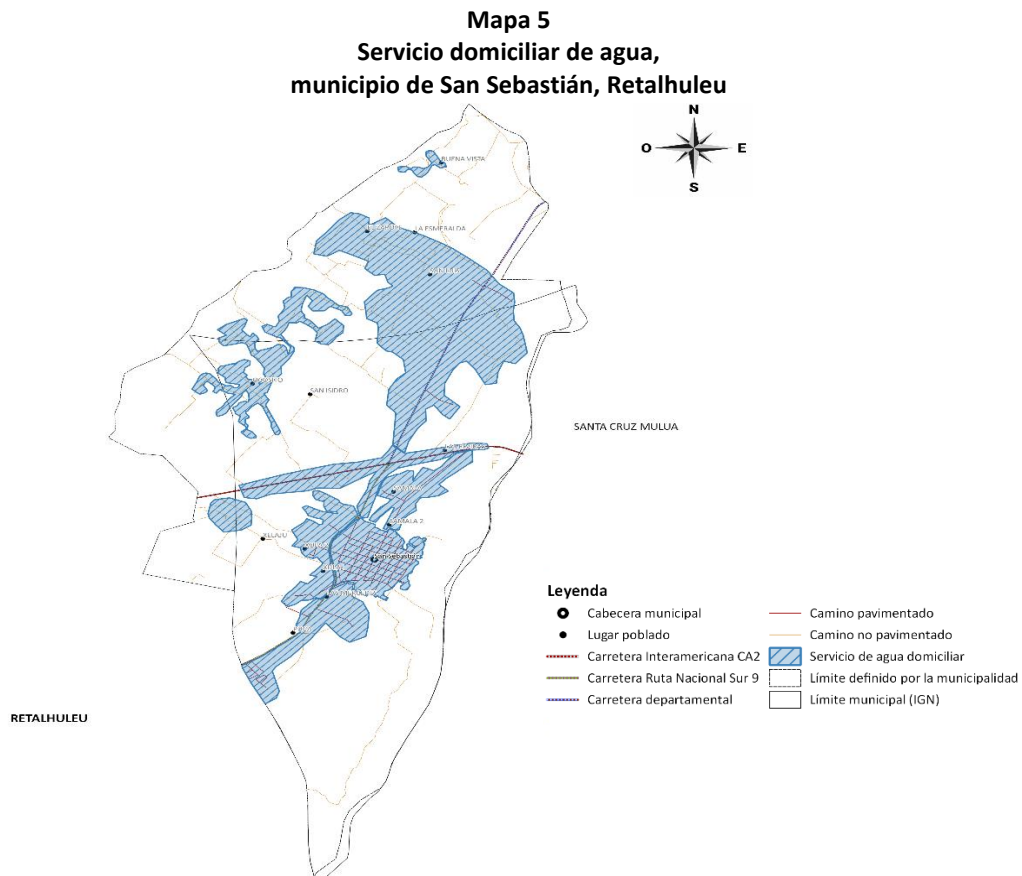 Mapa 5
Servicio domiciliar de agua,
municipio de San Sebastián, Retalhuleu
N
O
E
S
BUENA VISTA
LA ESMERALDA
SAN ISIDRO
SANTA CRUZ MULUA
San Sebastián
RETALHULEU
Leyenda
Cabecera municipal
Lugar poblado
Carretera Interamericana CA2
Carretera Ruta Nacional Sur 9
Carretera departamental
Camino pavimentado
Camino no pavimentado
Servicio de agua domiciliar
Límite definido por la municipalidad
Límite municipal (IGN)